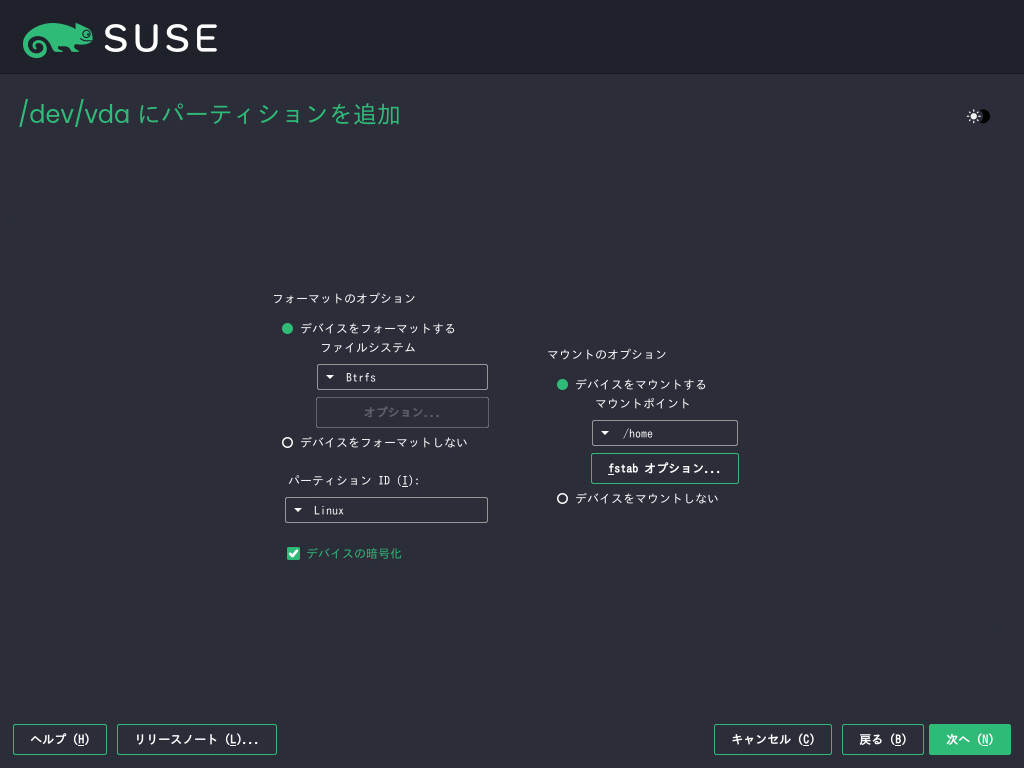 SUSE
/dev/vda にパーティションを追加
フォーマットのオプション
デバイスをフォーマットする
ファイルシステム
Btrfs
オプション...
デバイスをフォーマットしない
パーティション ID (I):
Linux
デバイスの暗号化
マウントのオプション
デバイスをマウントする
マウントポイント
/home
fstab オプション...
デバイスをマウントしない
ヘルプ (H)
リリースノート (L)...
キャンセル (C)
戻る (B)
次へ (N)